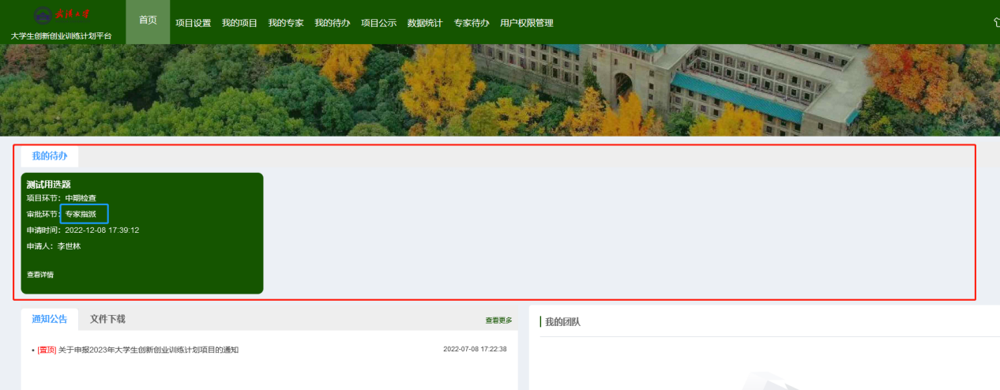 武汉大学
大学生创新创业训练计划平台
首页 项目设置 我的项目 我的专家 我的待办 项目公示 数据统计 专家待办 用户权限管理
我的待办
测试用选题
项目环节：中期检查
审批环节：专家指派
申请时间：2022-12-08 17:39:12
申请人：李世林
查看详情
通知公告 文件下载 查看更多
• [置顶] 关于申报2023年大学生创新创业训练计划项目的通知 2022-07-08 17:22:38
我的团队